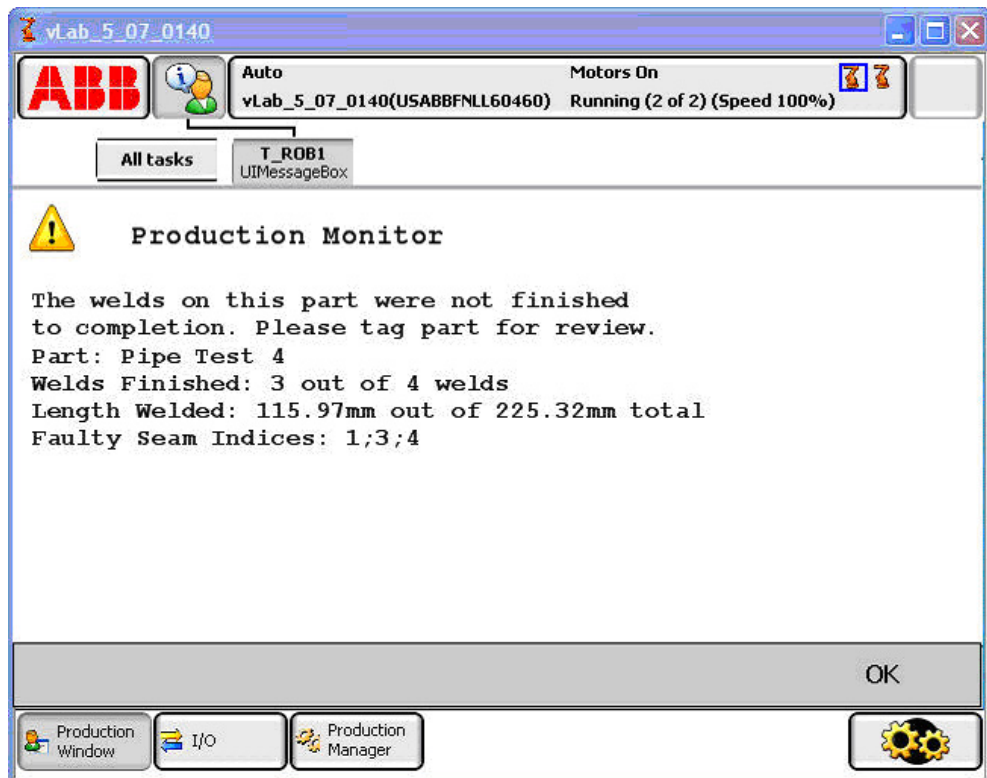 vLab_5_07_0140
ABB
Auto
vLab_5_07_0140(USABBFNLL60460)
Motors On
Running (2 of 2) (Speed 100%)
All tasks
T_ROB1
UIMessageBox
Production Monitor
The welds on this part were not finished
to completion. Please tag part for review.
Part: Pipe Test 4
Welds Finished: 3 out of 4 welds
Length Welded: 115.97mm out of 225.32mm total
Faulty Seam Indices: 1;3;4
OK
Production
Window
I/O
Production
Manager